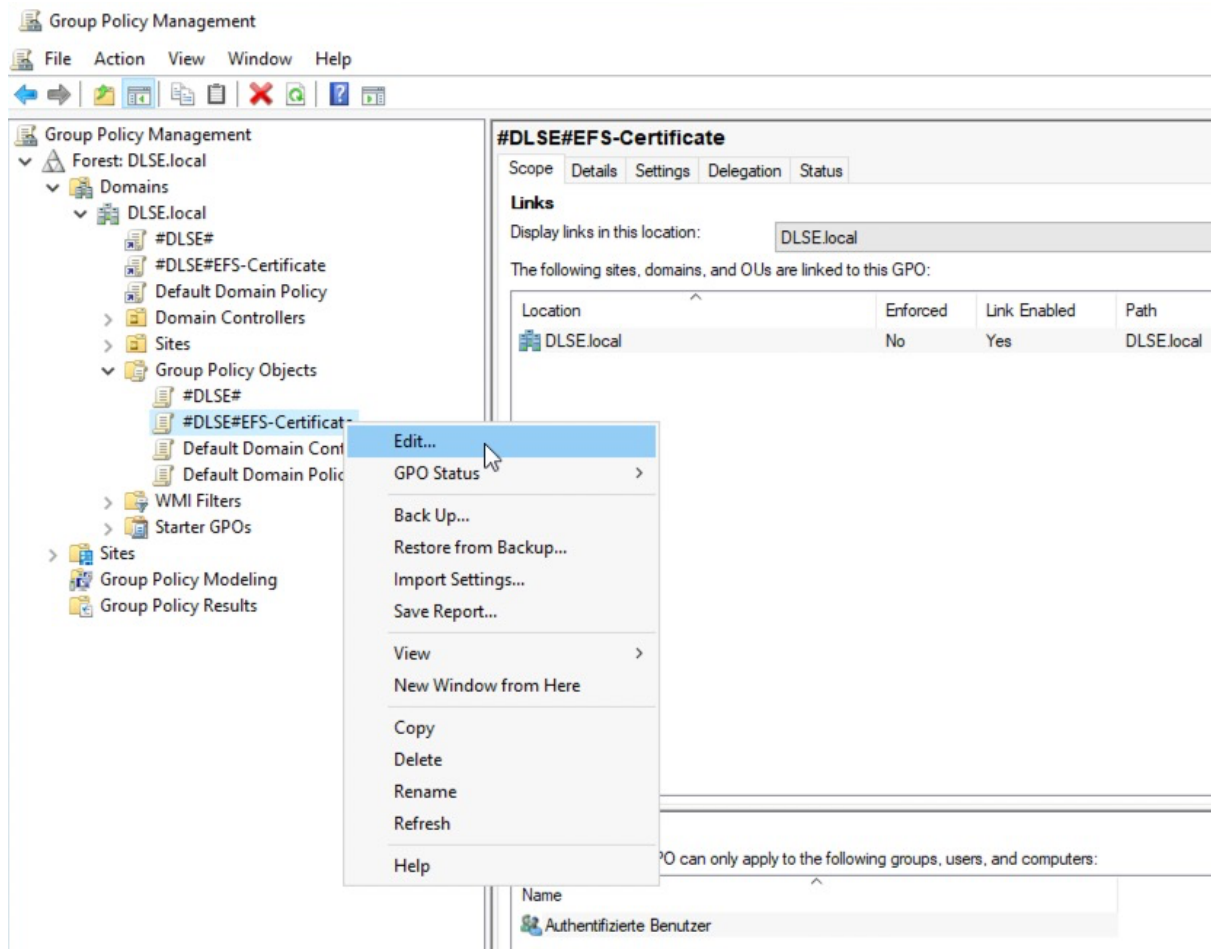 Group Policy Management
File Action View Window Help
Group Policy Management
Forest: DLSE.local
Domains
DLSE.local
#DLSE#
#DLSE#EFS-Certificate
Default Domain Policy
Domain Controllers
Sites
Group Policy Objects
#DLSE#
#DLSE#EFS-Certificate
Default Domain Cont
Default Domain Polic
WMI Filters
Starter GPOs
Sites
Group Policy Modeling
Group Policy Results
Edit...
GPO Status
Back Up...
Restore from Backup...
Import Settings...
Save Report...
View
New Window from Here
Copy
Delete
Rename
Refresh
Help
#DLSE#EFS-Certificate
Scope Details Settings Delegation Status
Links
Display links in this location: DLSE.local
The following sites, domains, and OUs are linked to this GPO:
Location Enforced Link Enabled Path
DLSE.local No Yes DLSE.local
PO can only apply to the following groups, users, and computers:
Name
Authentifizierte Benutzer